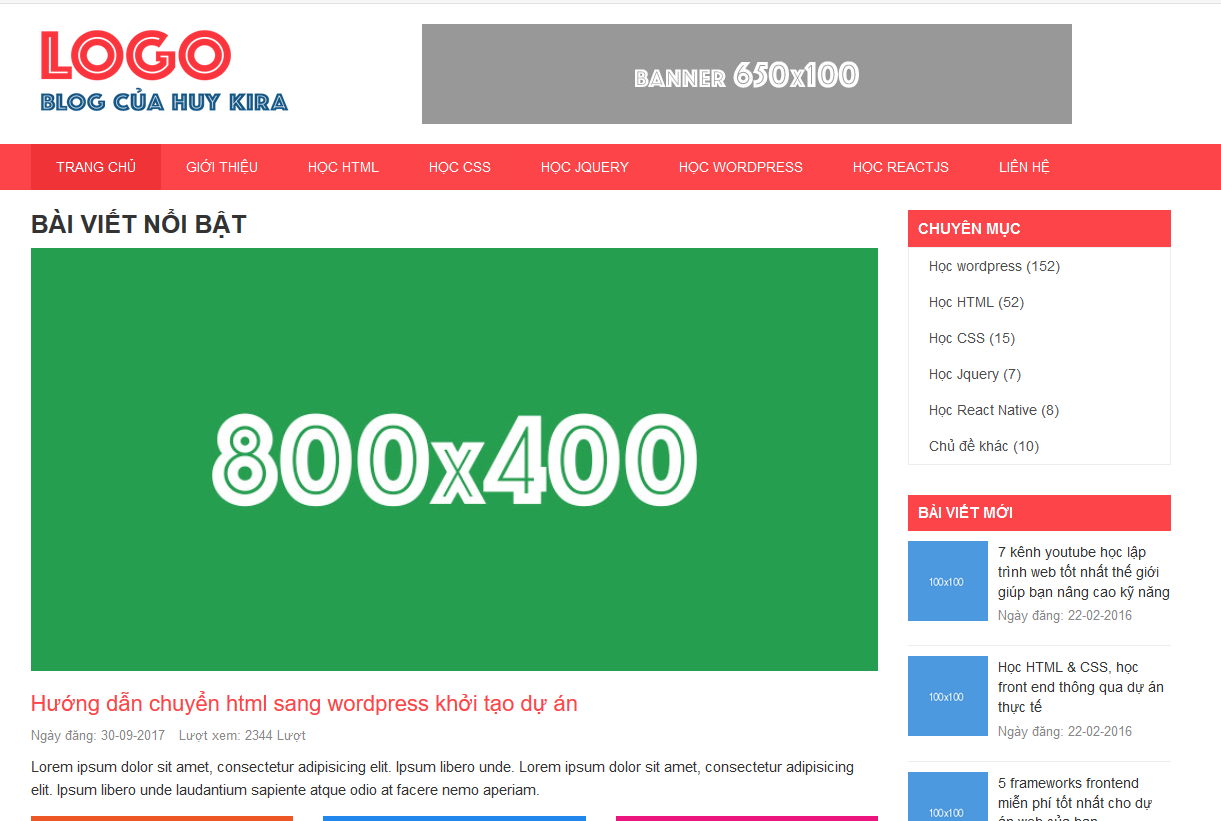 LOGO
BLOG CỦA HUY KIRA
BANNER 650x100
TRANG CHỦ GIỚI THIỆU HỌC HTML HỌC CSS HỌC JQUERY HỌC WORDPRESS HỌC REACTJS LIÊN HỆ
BÀI VIẾT NỔI BẬT
800x400
Hướng dẫn chuyển html sang wordpress khởi tạo dự án
Ngày đăng: 30-09-2017 Lượt xem: 2344 Lượt
Lorem ipsum dolor sit amet, consectetur adipisicing elit. Ipsum libero unde. Lorem ipsum dolor sit amet, consectetur adipisicing
elit. Ipsum libero unde laudantium sapiente atque odio at facere nemo aperiam.
CHUYÊN MỤC
Học wordpress (152)
Học HTML (52)
Học CSS (15)
Học Jquery (7)
Học React Native (8)
Chủ đề khác (10)
BÀI VIẾT MỚI
100x100
7 kênh youtube học lập
trình web tốt nhất thế giới
giúp bạn nâng cao kỹ năng
Ngày đăng: 22-02-2016
100x100
Học HTML & CSS, học
front end thông qua dự án
thực tế
Ngày đăng: 22-02-2016
100x100
5 frameworks frontend
miễn phí tốt nhất cho dự
án web của bạn